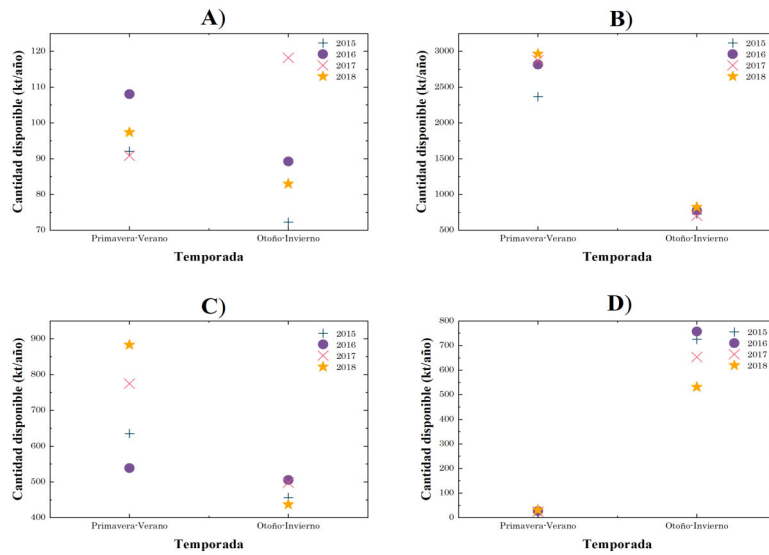 A)
Cantidad disponible (kt/año)
120
110
100
90
80
70
2015
2016
2017
2018
Primavera-Verano
Otoño-Invierno
Temporada
B)
Cantidad disponible (kt/año)
3000
2500
2000
1500
1000
500
2015
2016
2017
2018
Primavera-Verano
Otoño-Invierno
Temporada
C)
Cantidad disponible (kt/año)
900
800
700
600
500
400
2015
2016
2017
2018
Primavera-Verano
Otoño-Invierno
Temporada
D)
Cantidad disponible (kt/año)
800
700
600
500
400
300
200
100
0
2015
2016
2017
2018
Primavera-Verano
Otoño-Invierno
Temporada